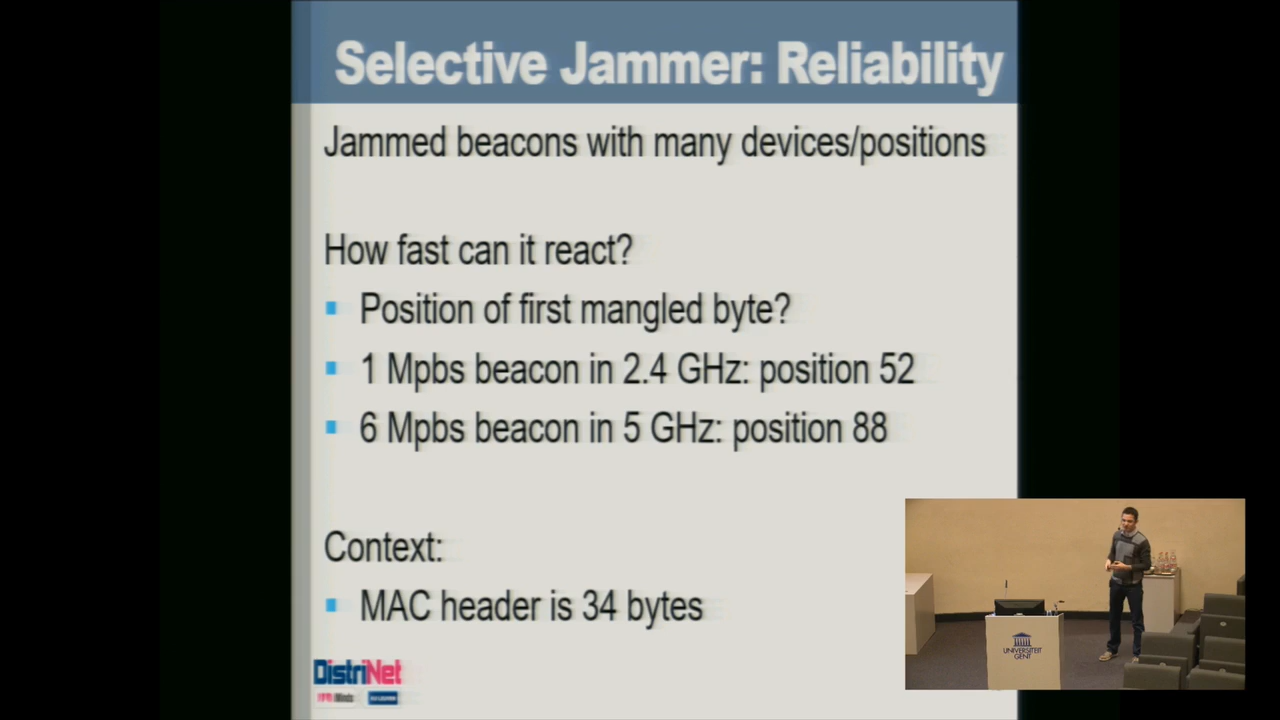 Selective Jammer: Reliability
Jammed beacons with many devices/positions
How fast can it react?
Position of first mangled byte?
1 Mpbs beacon in 2.4 GHz: position 52
6 Mpbs beacon in 5 GHz: position 88
Context:
MAC header is 34 bytes
DistriNet
UNIVERSITEIT
GENT